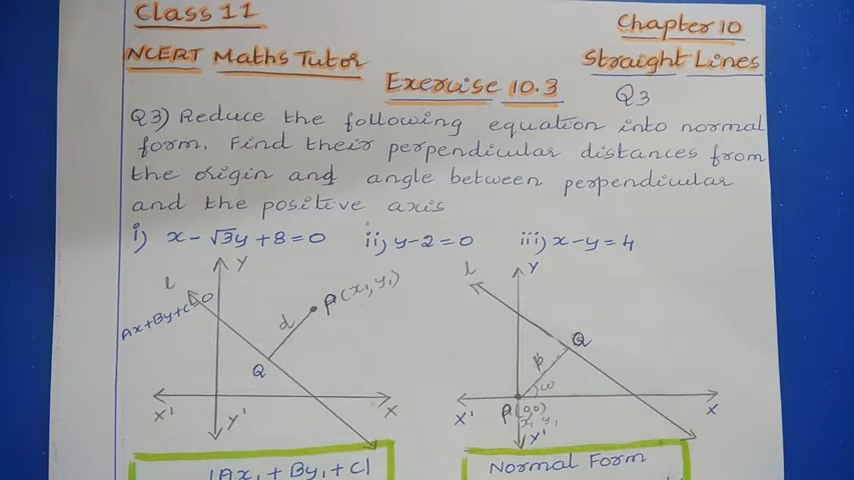 Class 11
Chapter 10
NCERT Maths Tutor
Straight Lines
Exercise 10.3
Q3
Q3) Reduce the following equation into normal
form. Find their perpendicular distances from
the origin and angle between perpendicular
and the positive axis
i) x - √3y + 8 = 0 ii) y - 2 = 0 iii) x - y = 4
l
Y
P(x₁, y₁)
Ax+By+C=0
d
Q
X'
X
Y'
l
Y
Q
p
ω
X'
P(0,0)
x₁ y₁
X
Y'
|Ax₁ + By₁ + C|
Normal Form